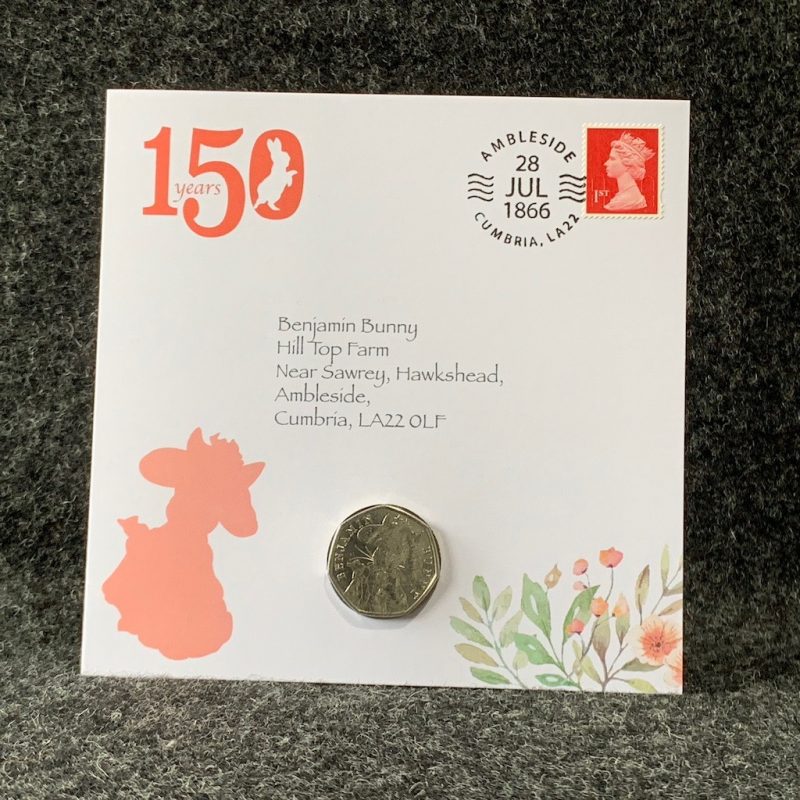 150
years
AMBLESIDE
28
JUL
1866
CUMBRIA, LA22
1ST
Benjamin Bunny
Hill Top Farm
Near Sawrey, Hawkshead,
Ambleside,
Cumbria, LA22 0LF
BENJAMIN BUNNY